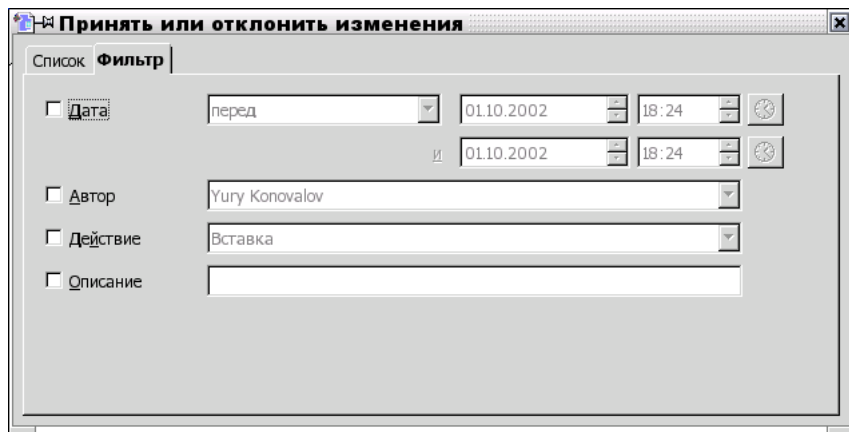 Принять или отклонить изменения
Список Фильтр
Дата перед 01.10.2002 18:24
и 01.10.2002 18:24
Автор Yury Konovalov
Действие Вставка
Описание